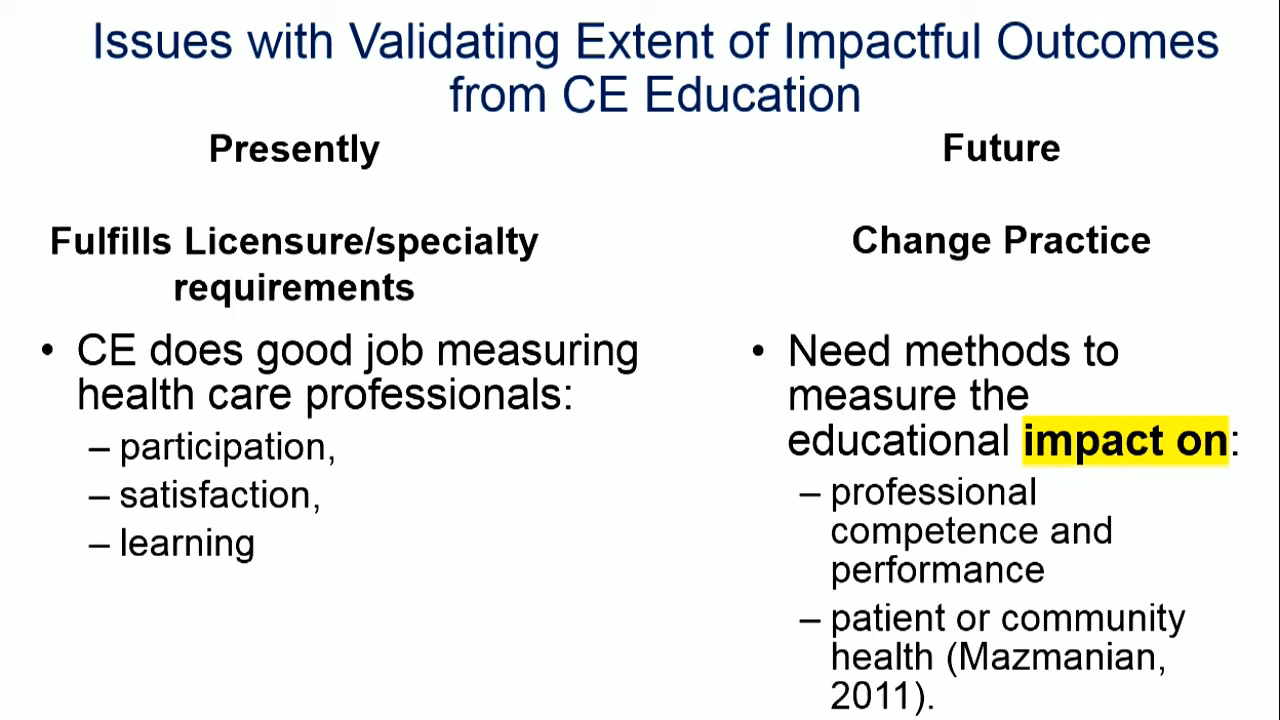 Issues with Validating Extent of Impactful Outcomes
from CE Education
Presently
Fulfills Licensure/specialty
requirements
• CE does good job measuring
health care professionals:
– participation,
– satisfaction,
– learning
Future
Change Practice
• Need methods to
measure the
educational impact on:
– professional
competence and
performance
– patient or community
health (Mazmanian,
2011).